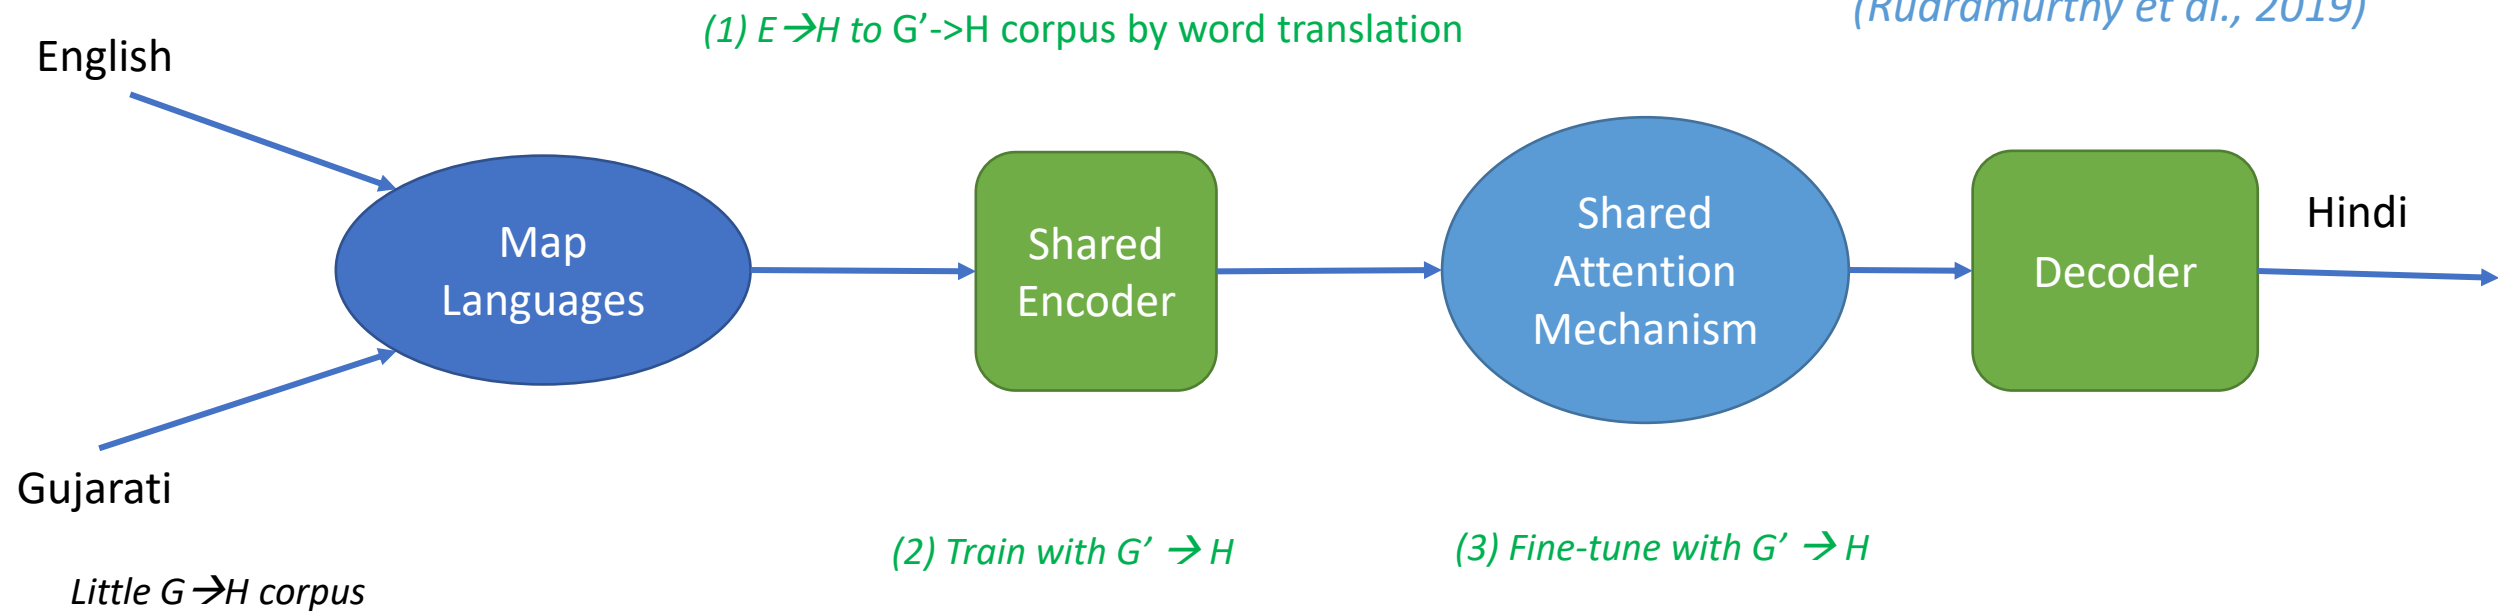 (Rudramurthy et al., 2019)
(1) E→H to G’->H corpus by word translation
English
Map
Languages
Shared
Encoder
Shared
Attention
Mechanism
Decoder
Hindi
Gujarati
(2) Train with G’ → H
(3) Fine-tune with G’ → H
Little G→H corpus